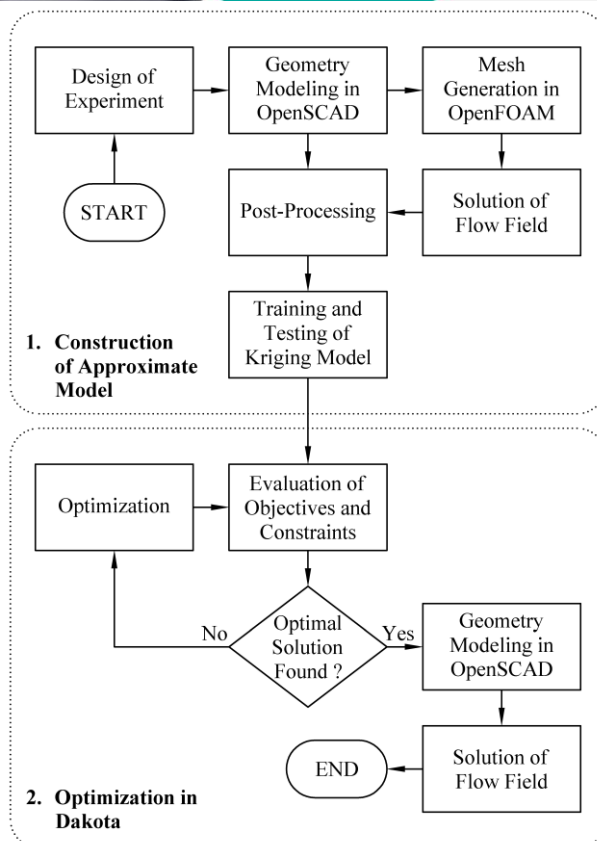 Design of
Experiment
Geometry
Modeling in
OpenSCAD
Mesh
Generation in
OpenFOAM
START
Post-Processing
Solution of
Flow Field
Training and
Testing of
Kriging Model
1. Construction
of Approximate
Model
Optimization
Evaluation of
Objectives and
Constraints
No
Optimal
Solution
Found ?
Yes
Geometry
Modeling in
OpenSCAD
END
Solution of
Flow Field
2. Optimization in
Dakota